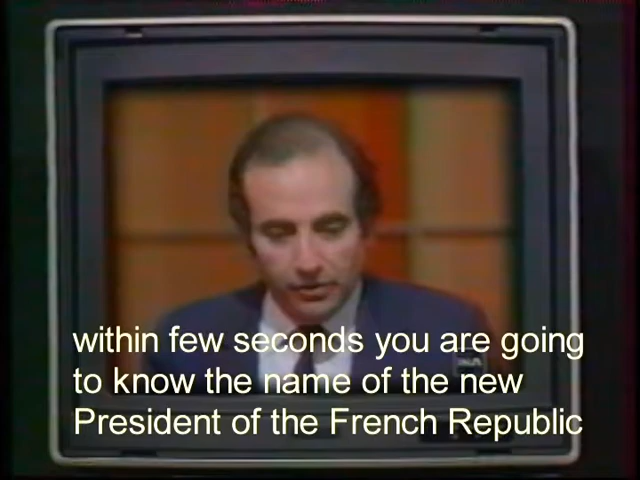 within few seconds you are going
to know the name of the new
President of the French Republic